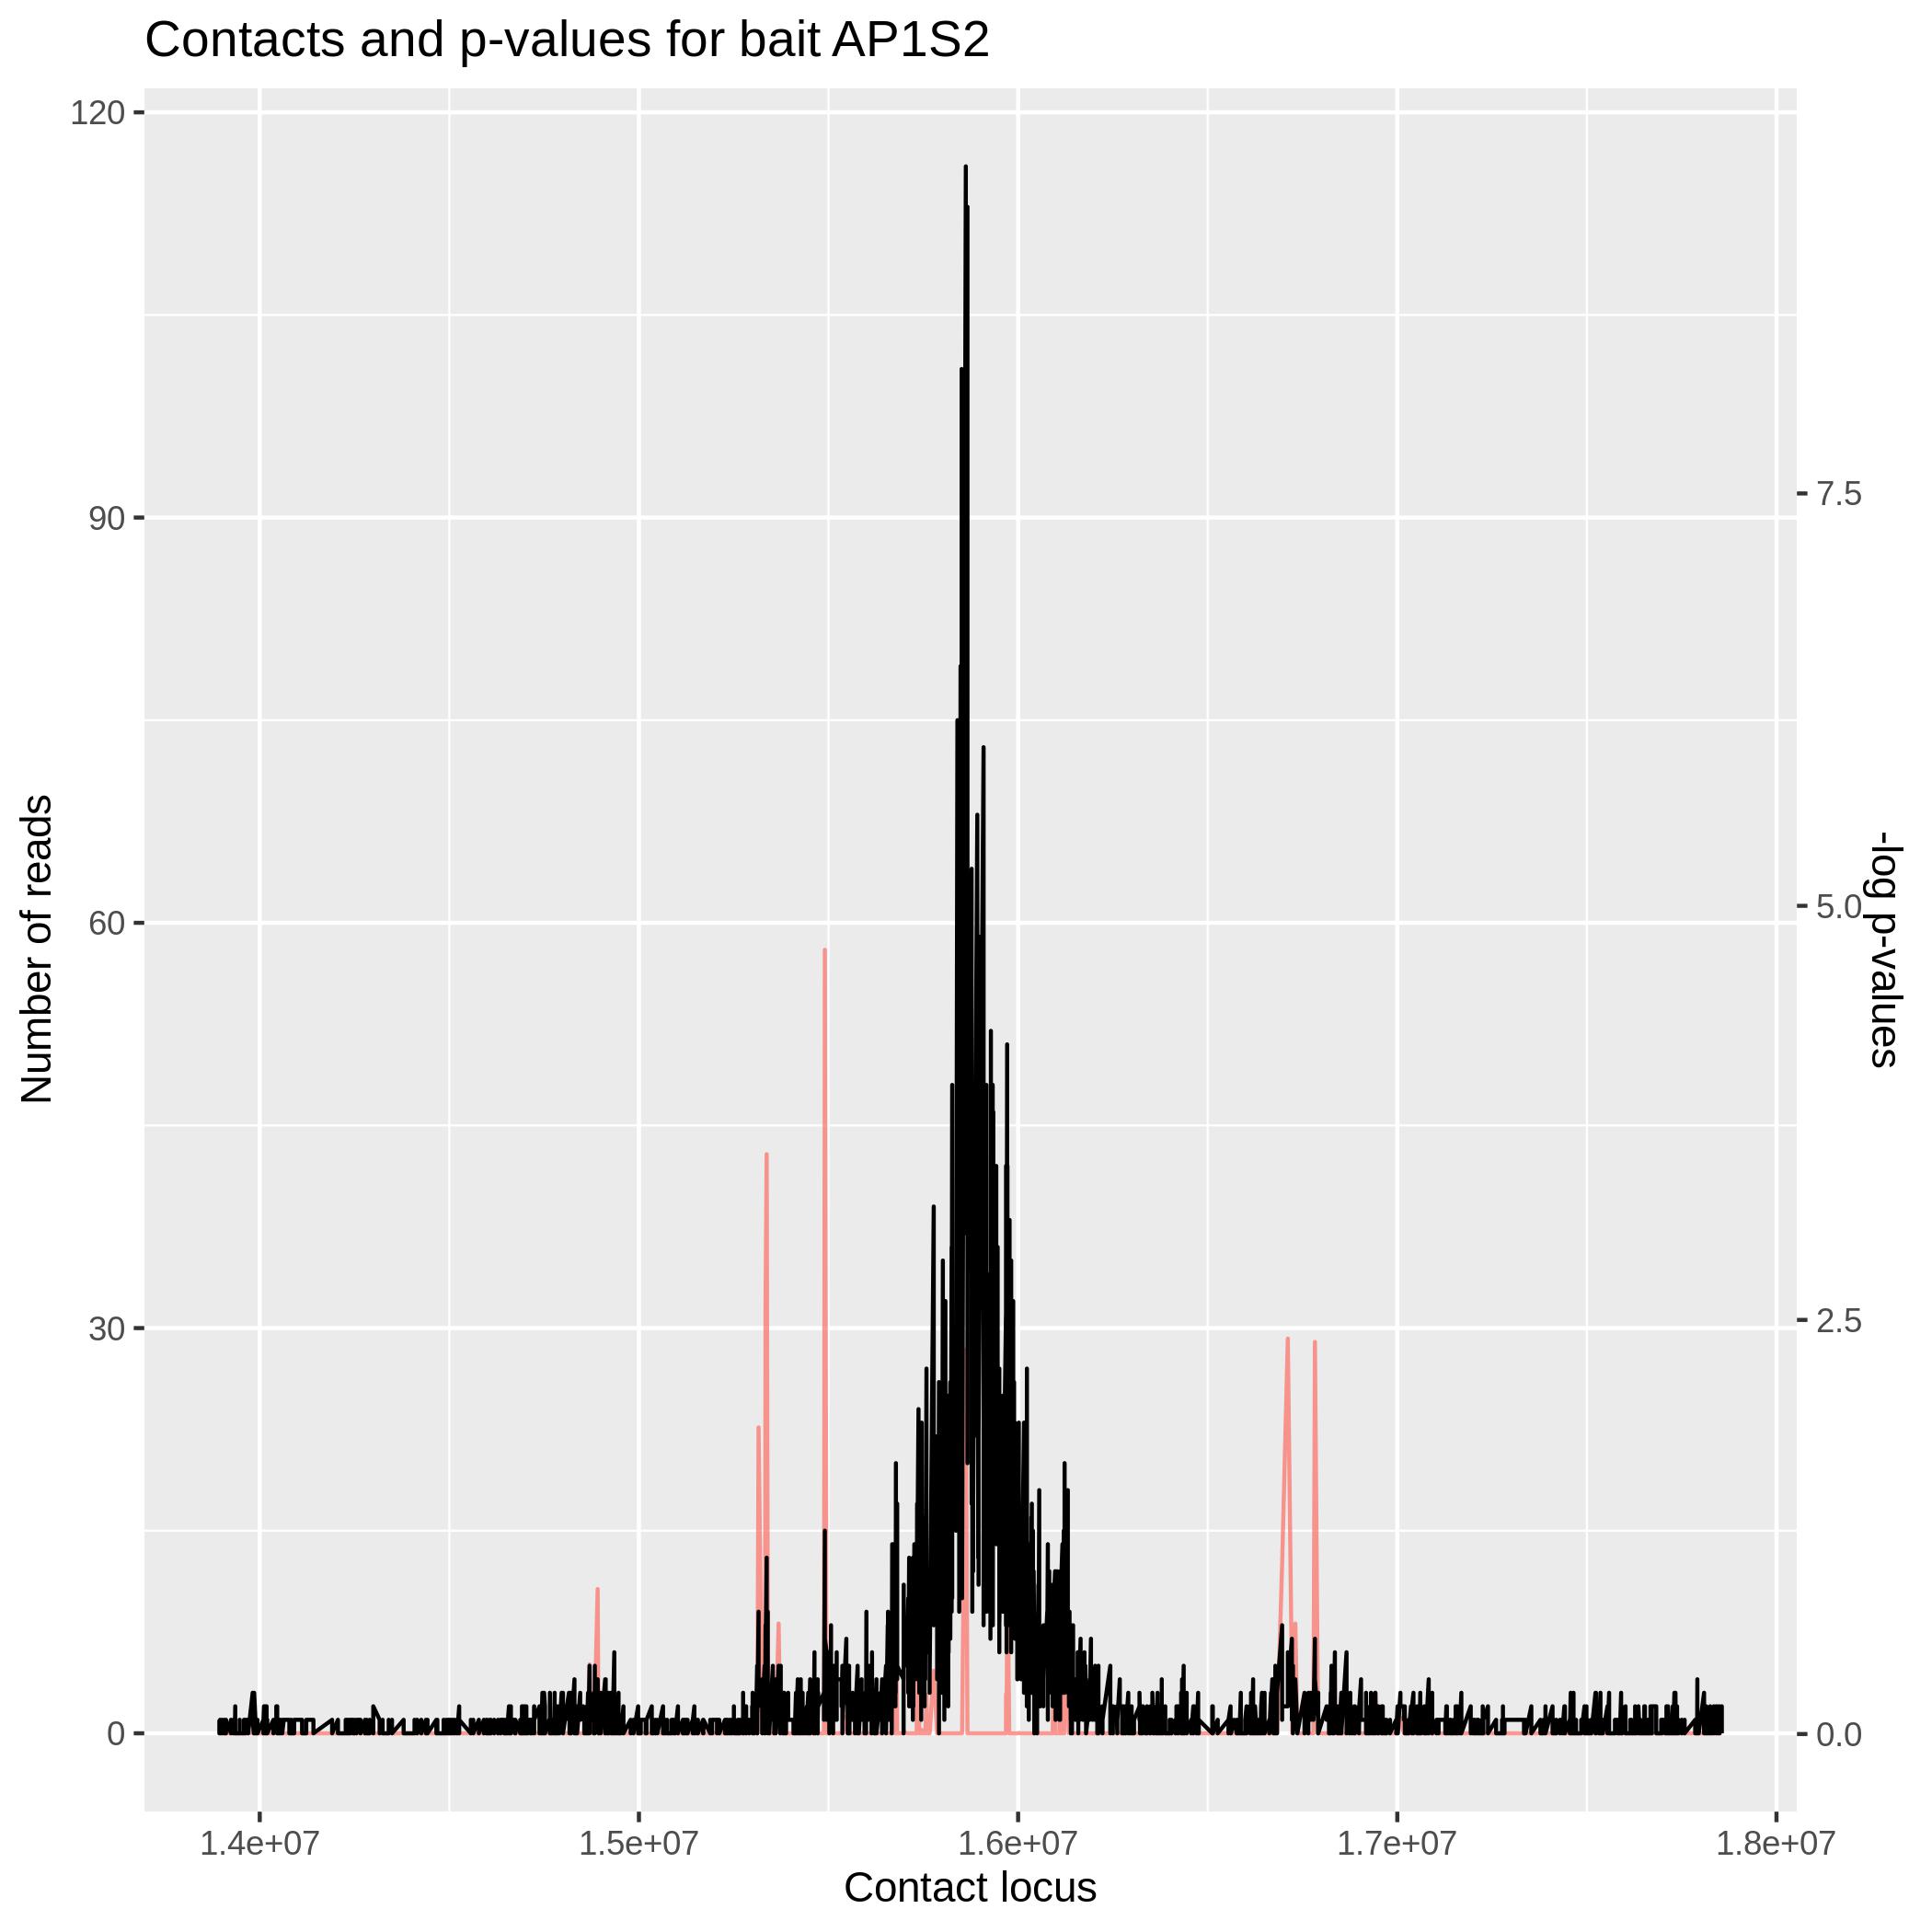 Contacts and p-values for bait AP1S2
120
90
60
30
0
Number of reads
7.5
5.0
2.5
0.0
-log p-values
1.4e+07
1.5e+07
1.6e+07
1.7e+07
1.8e+07
Contact locus